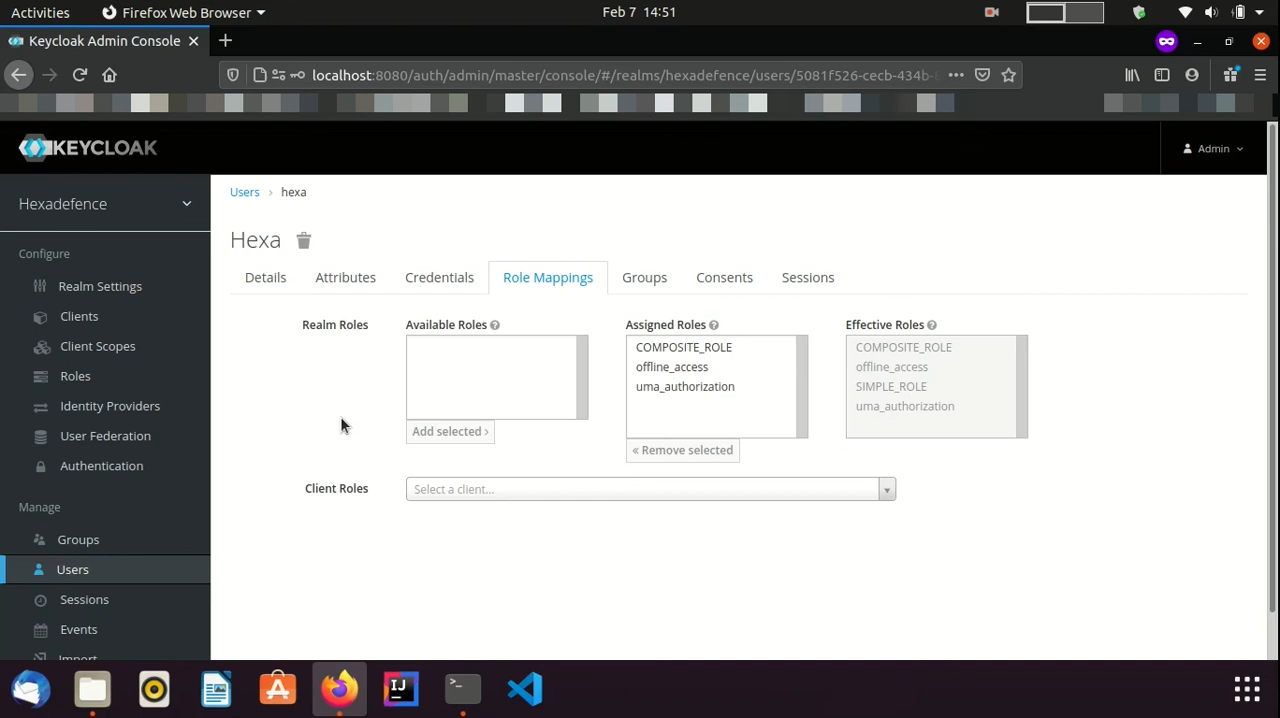 Activities Firefox Web Browser Feb 7 14:51
Keycloak Admin Console
localhost:8080/auth/admin/master/console/#/realms/hexadefence/users/5081f526-cecb-434b-
KEYCLOAK Admin
Hexadefence
Configure
Realm Settings
Clients
Client Scopes
Roles
Identity Providers
User Federation
Authentication
Manage
Groups
Users
Sessions
Events
Import
Users › hexa
Hexa
Details Attributes Credentials Role Mappings Groups Consents Sessions
Realm Roles Available Roles Assigned Roles Effective Roles
COMPOSITE_ROLE COMPOSITE_ROLE
offline_access offline_access
uma_authorization SIMPLE_ROLE
uma_authorization
Add selected ›
« Remove selected
Client Roles Select a client...
IJ